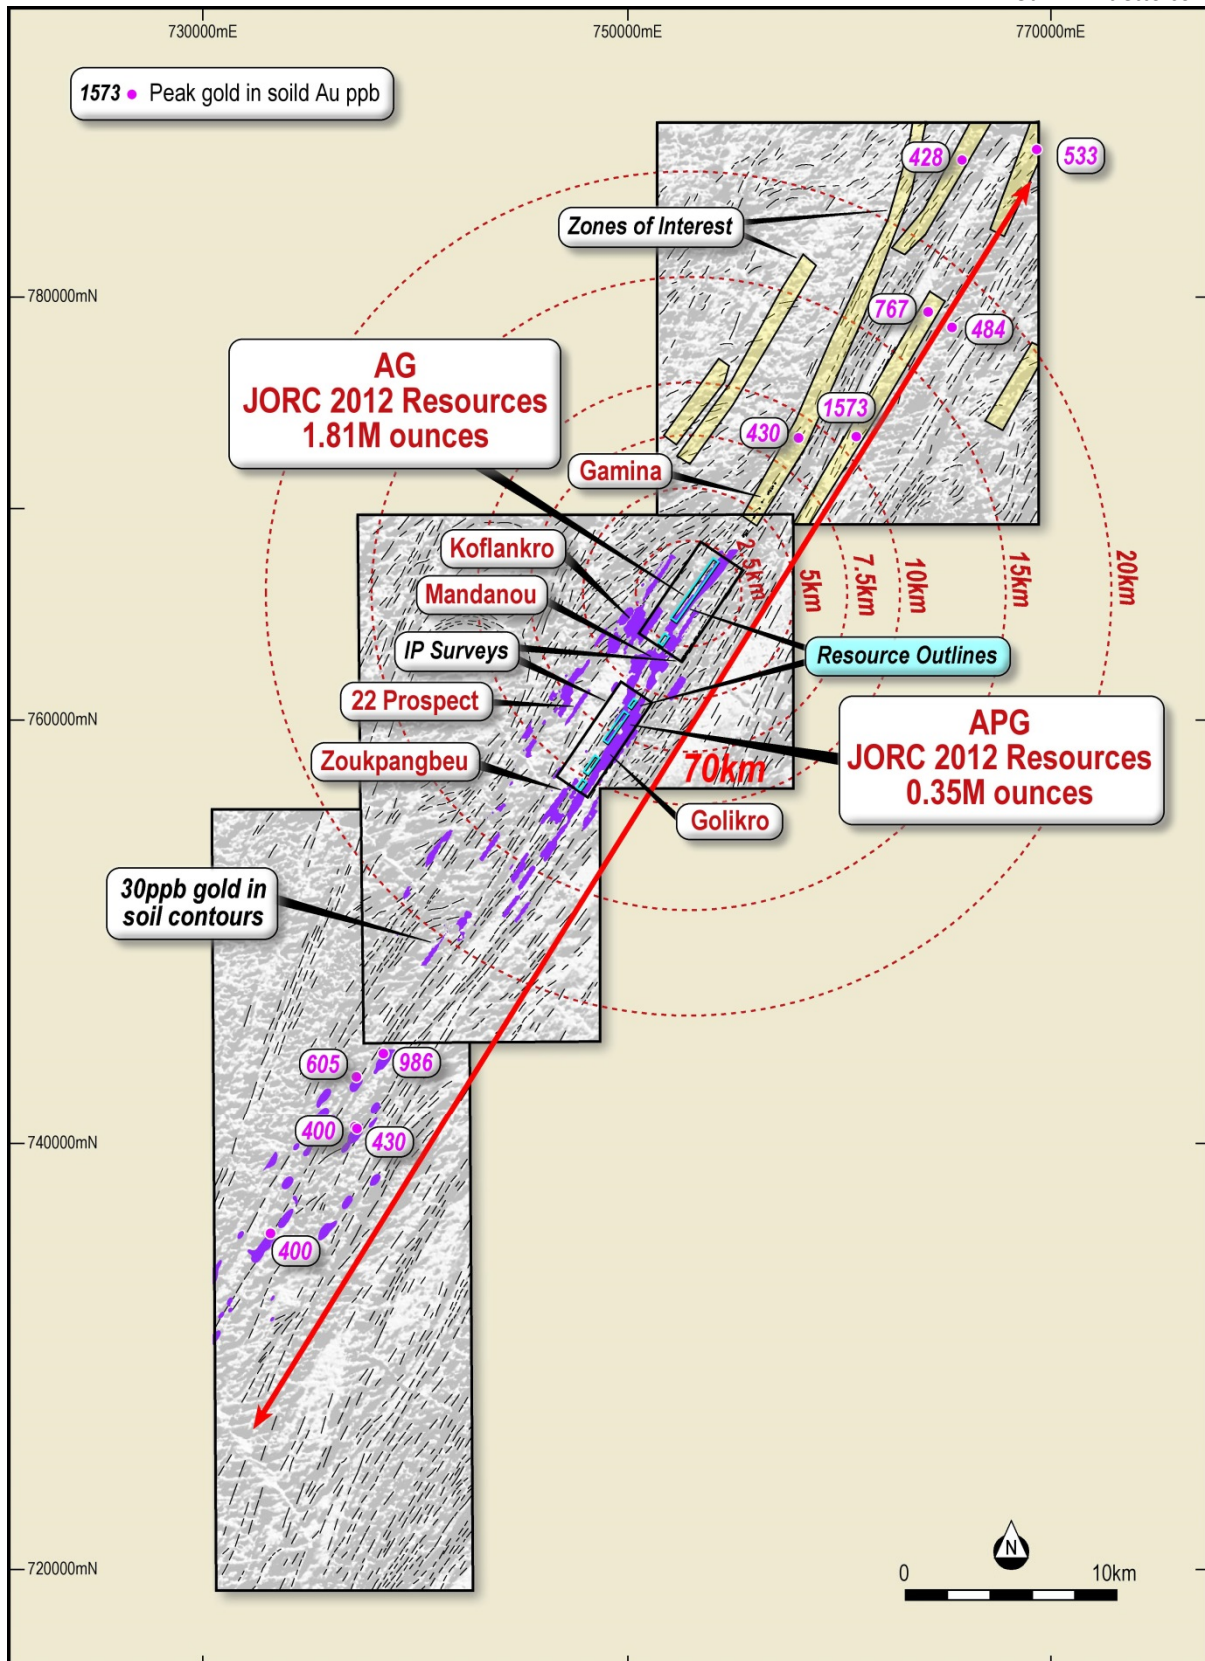 730000mE
750000mE
770000mE
1573 Peak gold in soild Au ppb
428
533
Zones of Interest
780000mN
767
484
AG
JORC 2012 Resources
1.81M ounces
1573
430
Gamina
Koflankro
2.5km
5km
7.5km
10km
15km
20km
Mandanou
IP Surveys
Resource Outlines
22 Prospect
760000mN
APG
JORC 2012 Resources
0.35M ounces
Zoukpangbeu
70km
Golikro
30ppb gold in
soil contours
605
986
400
430
740000mN
400
720000mN
N
0
10km